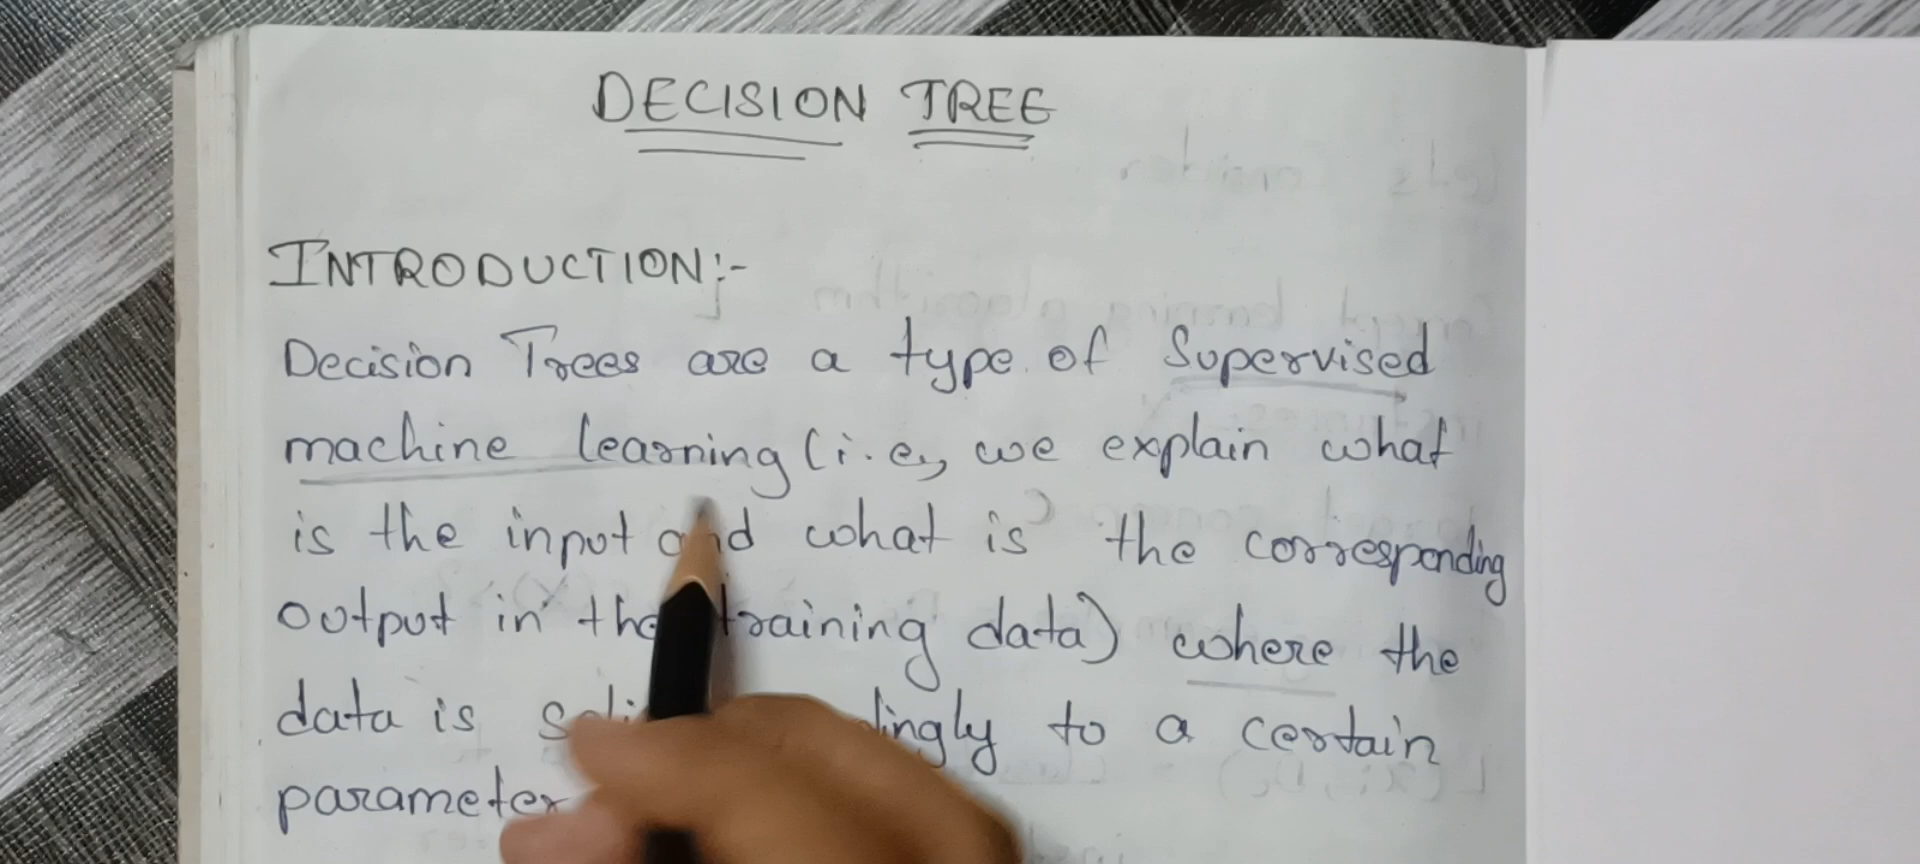 DECISION TREE
INTRODUCTION:-
Decision Trees are a type of Supervised
machine learning (i.e, we explain what
is the input and what is the corresponding
output in the training data) where the
data is to a certain
parameter